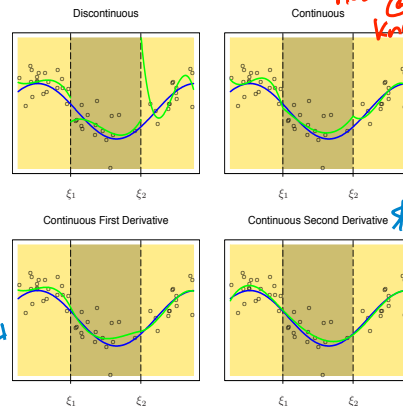 Discontinuous
Continuous
ξ1 ξ2
ξ1 ξ2
Continuous First Derivative
Continuous Second Derivative
ξ1 ξ2
ξ1 ξ2